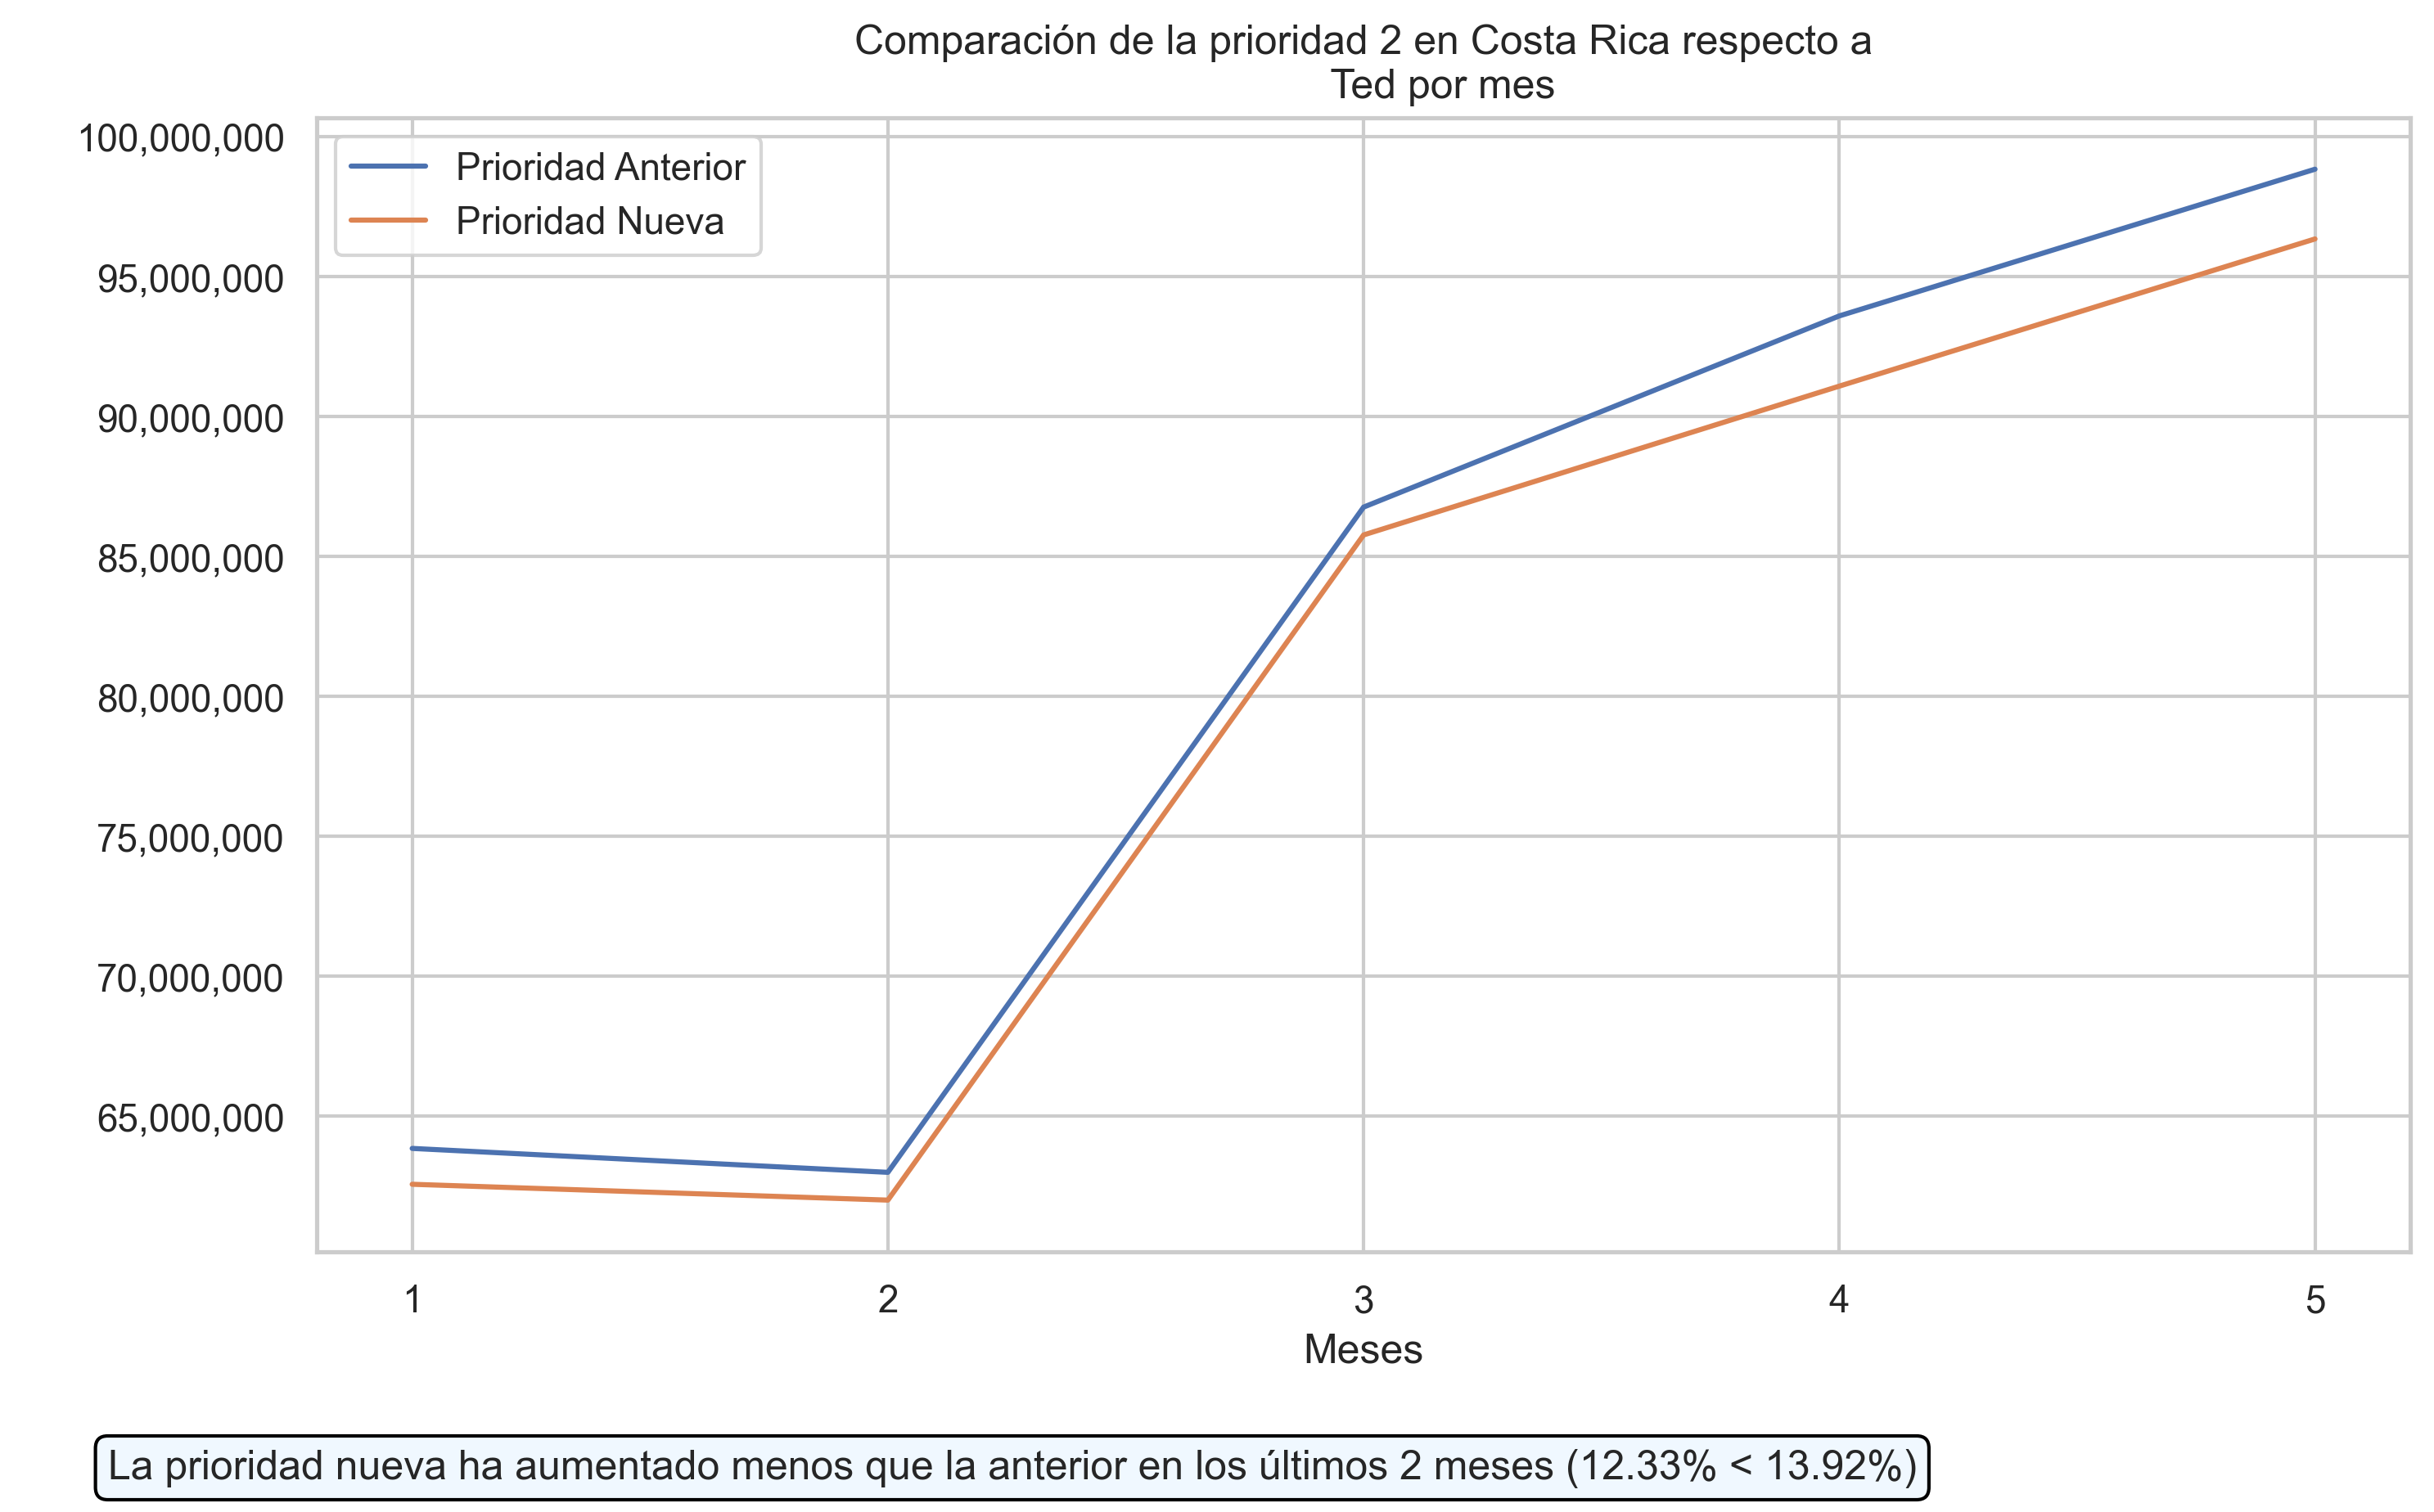 Comparación de la prioridad 2 en Costa Rica respecto a
Ted por mes
100,000,000
95,000,000
90,000,000
85,000,000
80,000,000
75,000,000
70,000,000
65,000,000
Prioridad Anterior
Prioridad Nueva
1 2 3 4 5
Meses
La prioridad nueva ha aumentado menos que la anterior en los últimos 2 meses (12.33% < 13.92%)